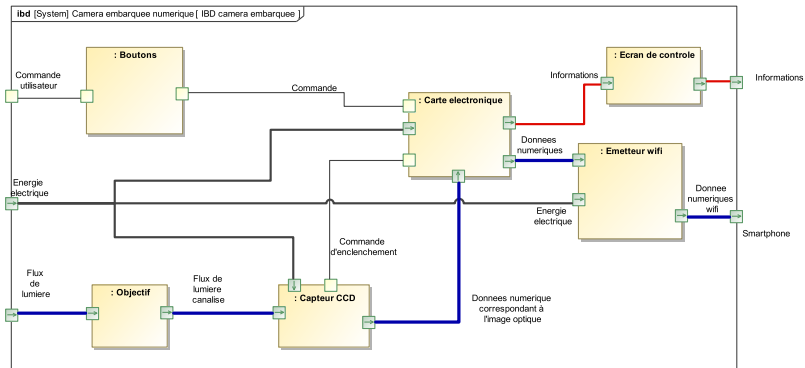 ibd [System] Camera embarquee numerique [ IBD camera embarquee ]
: Boutons
: Ecran de controle
Commande
utilisateur
Commande
Informations
Informations
: Carte electronique
Donnees
numeriques
: Emetteur wifi
Energie
electrique
Energie
electrique
Donnee
numeriques
wifi
Smartphone
Commande
d'enclenchement
Flux
de
lumiere
: Objectif
Flux de
lumiere
canalise
: Capteur CCD
Donnees numerique
correspondant à
l'image optique